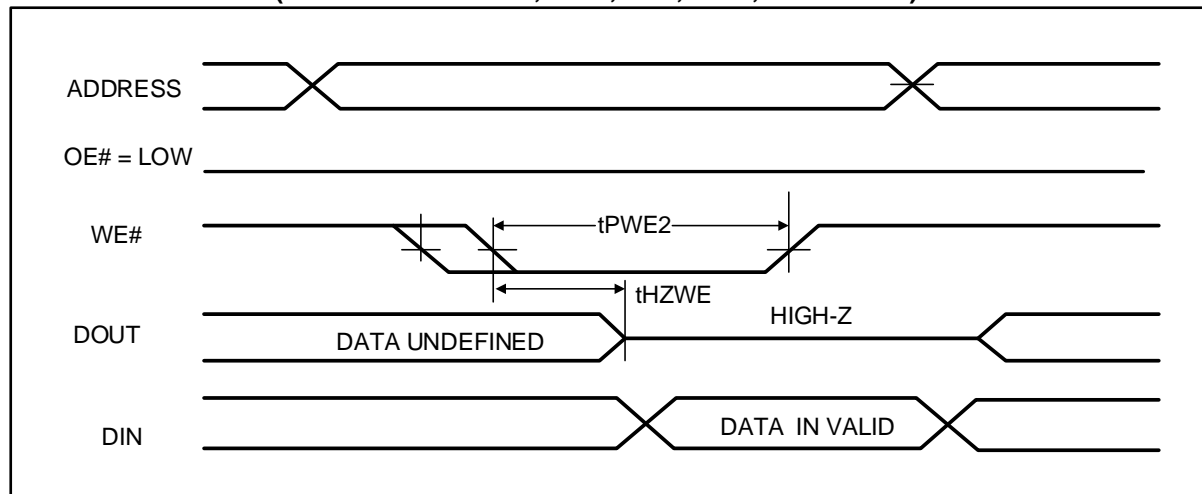 ADDRESS
OE# = LOW
WE#
tPWE2
tHZWE
DOUT
DATA UNDEFINED
HIGH-Z
DIN
DATA IN VALID